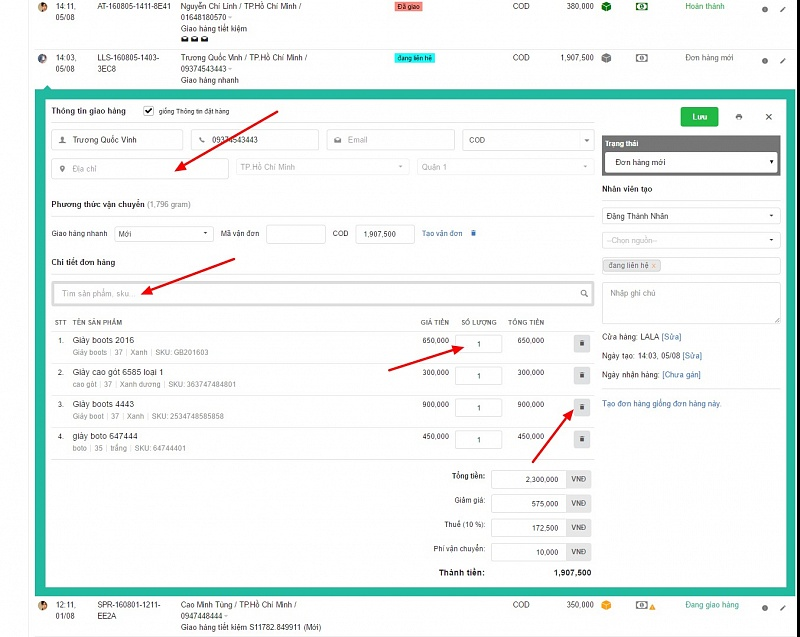 14:11, AT-160805-1411-8E41 Nguyễn Chí Linh / TP.Hồ Chí Minh / Đã giao COD 380,000 Hoàn thành
05/08 01648180570 -
Giao hàng tiết kiệm
14:03, LLS-160805-1403- Trương Quốc Vinh / TP.Hồ Chí Minh / đang liên hệ COD 1,907,500 Đơn hàng mới
05/08 3EC8 09374543443 -
Giao hàng nhanh
Thông tin giao hàng giống Thông tin đặt hàng
Lưu
Trương Quốc Vinh 09374543443 Email COD
Địa chỉ TP.Hồ Chí Minh Quận 1
Trạng thái
Đơn hàng mới
Nhân viên tạo
Phương thức vận chuyển (1,796 gram)
Đặng Thành Nhân
Giao hàng nhanh Mới Mã vận đơn COD 1,907,500 Tạo vận đơn
--Chọn nguồn--
Chi tiết đơn hàng
đang liên hệ x
Tìm sản phẩm, sku...
Nhập ghi chú
STT TÊN SẢN PHẨM GIÁ TIỀN SỐ LƯỢNG TỔNG TIỀN
1. Giày boots 2016 650,000 1 650,000
Giày boots | 37 | Xanh | SKU: GB201603
Cửa hàng: LALA [Sửa]
Ngày tạo: 14:03, 05/08 [Sửa]
2. Giày cao gót 6585 loại 1 300,000 1 300,000
cao gót | 37 | Xanh dương | SKU: 363747484801
Ngày nhận hàng: [Chưa gán]
3. Giày boots 4443 900,000 1 900,000
Giày boot | 37 | Xanh | SKU: 2534748585858
Tạo đơn hàng giống đơn hàng này.
4. giày boto 647444 450,000 1 450,000
boto | 35 | trắng | SKU: 64744401
Tổng tiền: 2,300,000 VNĐ
Giảm giá: 575,000 VNĐ
Thuế (10 %): 172,500 VNĐ
Phí vận chuyển: 10,000 VNĐ
Thành tiền: 1,907,500
12:11, SPR-160801-1211- Cao Minh Tùng / TP.Hồ Chí Minh / COD 350,000 Đang giao hàng
01/08 EE2A 0947448444 -
Giao hàng tiết kiệm S11782.849911 (Mới)